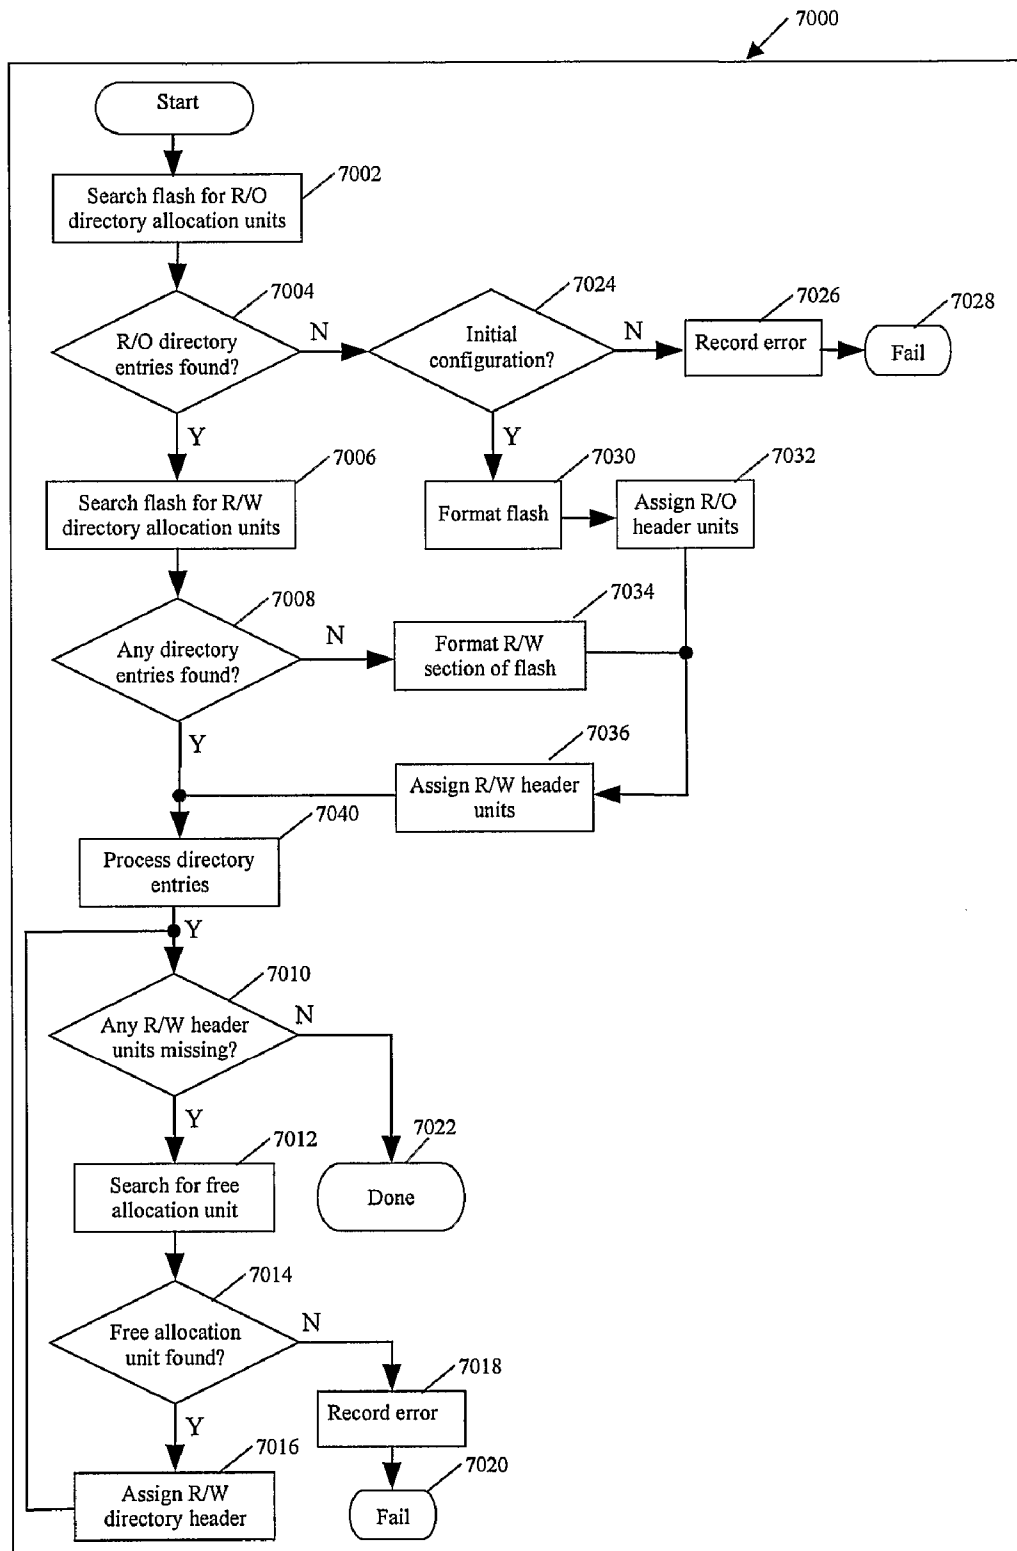 7000
Start
7002
Search flash for R/O
directory allocation units
7004
R/O directory
entries found?
N
7024
Initial
configuration?
N
7026
Record error
7028
Fail
Y
Y
7006
Search flash for R/W
directory allocation units
7030
Format flash
7032
Assign R/O
header units
7008
Any directory
entries found?
N
7034
Format R/W
section of flash
Y
7036
Assign R/W header
units
7040
Process directory
entries
Y
7010
Any R/W header
units missing?
N
Y
7012
Search for free
allocation unit
7022
Done
7014
Free allocation
unit found?
N
7018
Record error
Y
7016
Assign R/W
directory header
7020
Fail